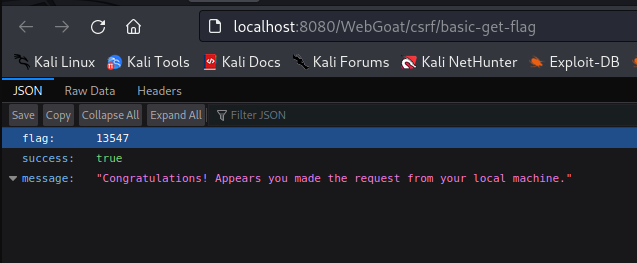 localhost:8080/WebGoat/csrf/basic-get-flag
Kali Linux Kali Tools Kali Docs Kali Forums Kali NetHunter Exploit-DB
JSON Raw Data Headers
Save Copy Collapse All Expand All Filter JSON
flag: 13547
success: true
message: "Congratulations! Appears you made the request from your local machine."